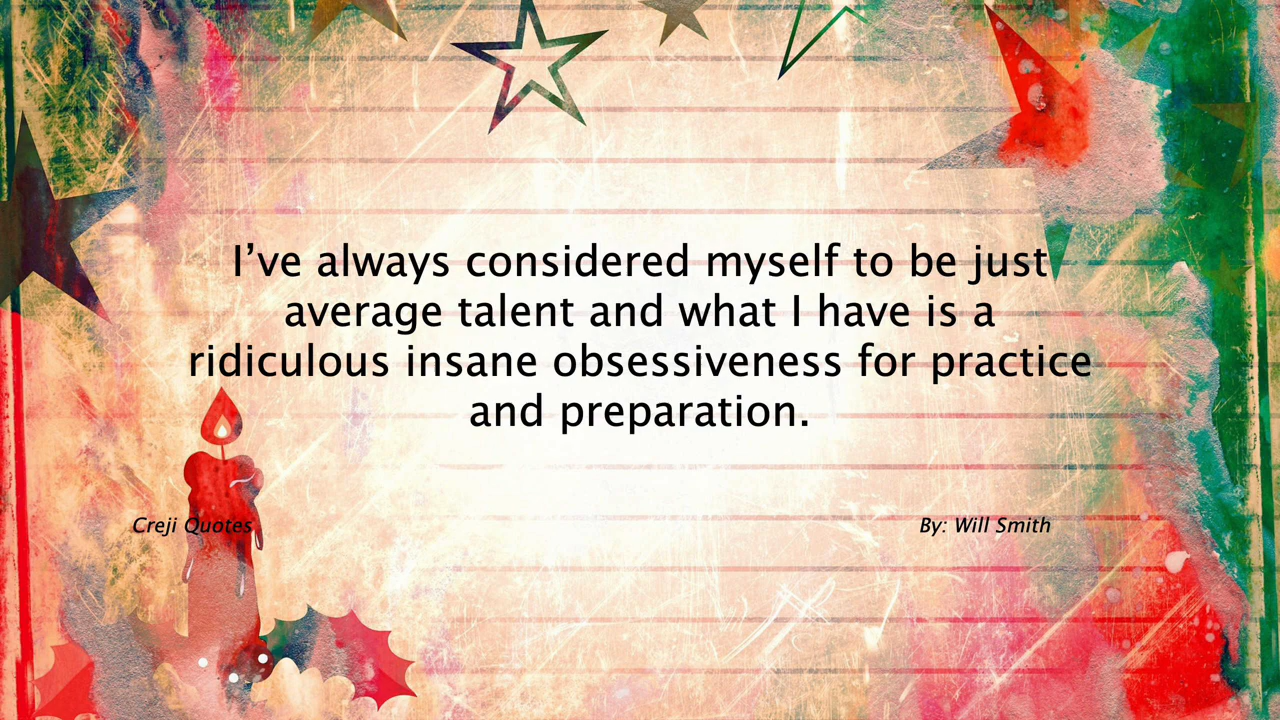 I’ve always considered myself to be just
average talent and what I have is a
ridiculous insane obsessiveness for practice
and preparation.
Creji Quotes
By: Will Smith